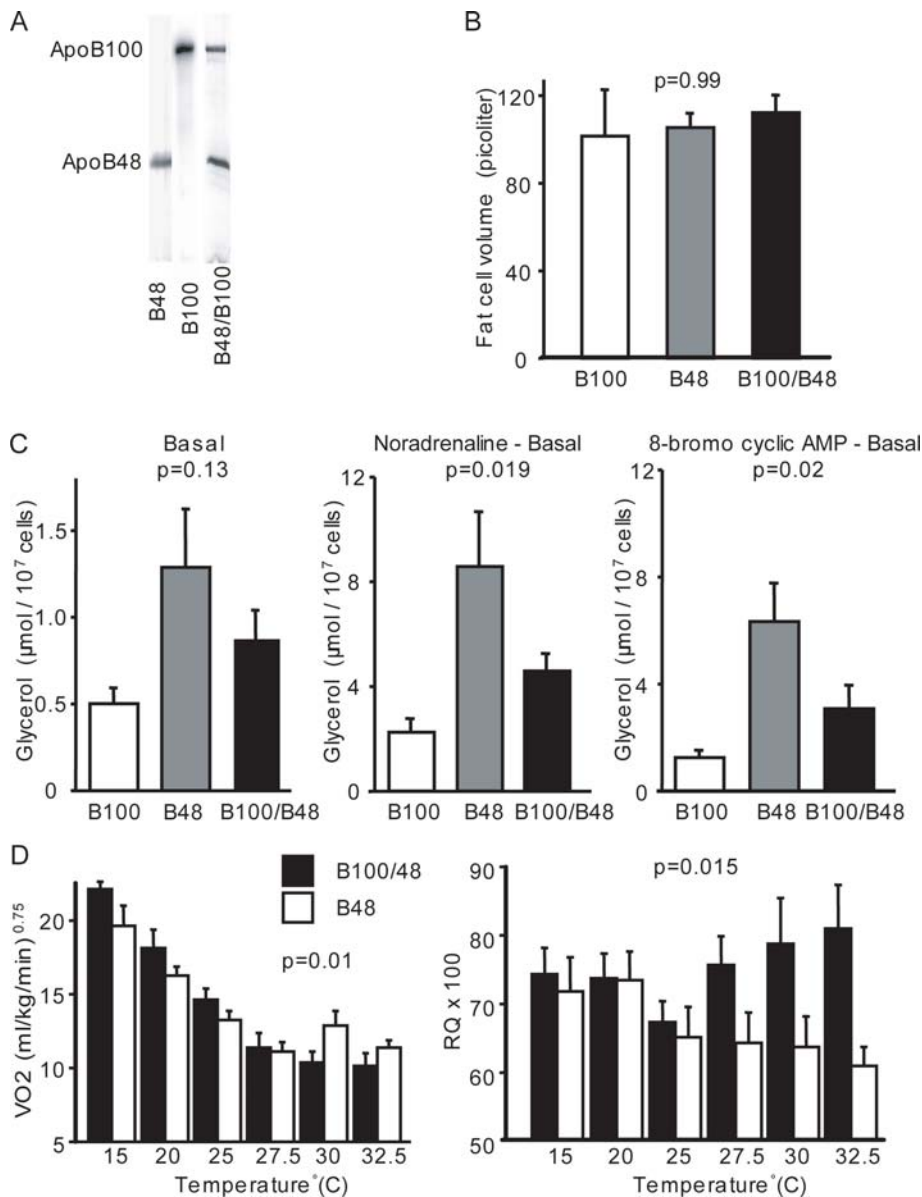 A
ApoB100
ApoB48
B48
B100
B48/B100
B
p=0.99
Fat cell volume (picoliter)
120
80
40
0
B100 B48 B100/B48
C
Basal
p=0.13
Glycerol (µmol / 10⁷ cells)
1.5
1.0
0.5
0
B100 B48 B100/B48
Noradrenaline - Basal
p=0.019
Glycerol (µmol / 10⁷ cells)
12
8
4
0
B100 B48 B100/B48
8-bromo cyclic AMP - Basal
p=0.02
Glycerol (µmol / 10⁷ cells)
12
8
4
0
B100 B48 B100/B48
D
B100/48
B48
p=0.01
VO2 (ml/kg/min)⁰·⁷⁵
20
15
10
5
15 20 25 27.5 30 32.5
Temperature°(C)
p=0.015
RQ x 100
90
80
70
60
50
15 20 25 27.5 30 32.5
Temperature°(C)